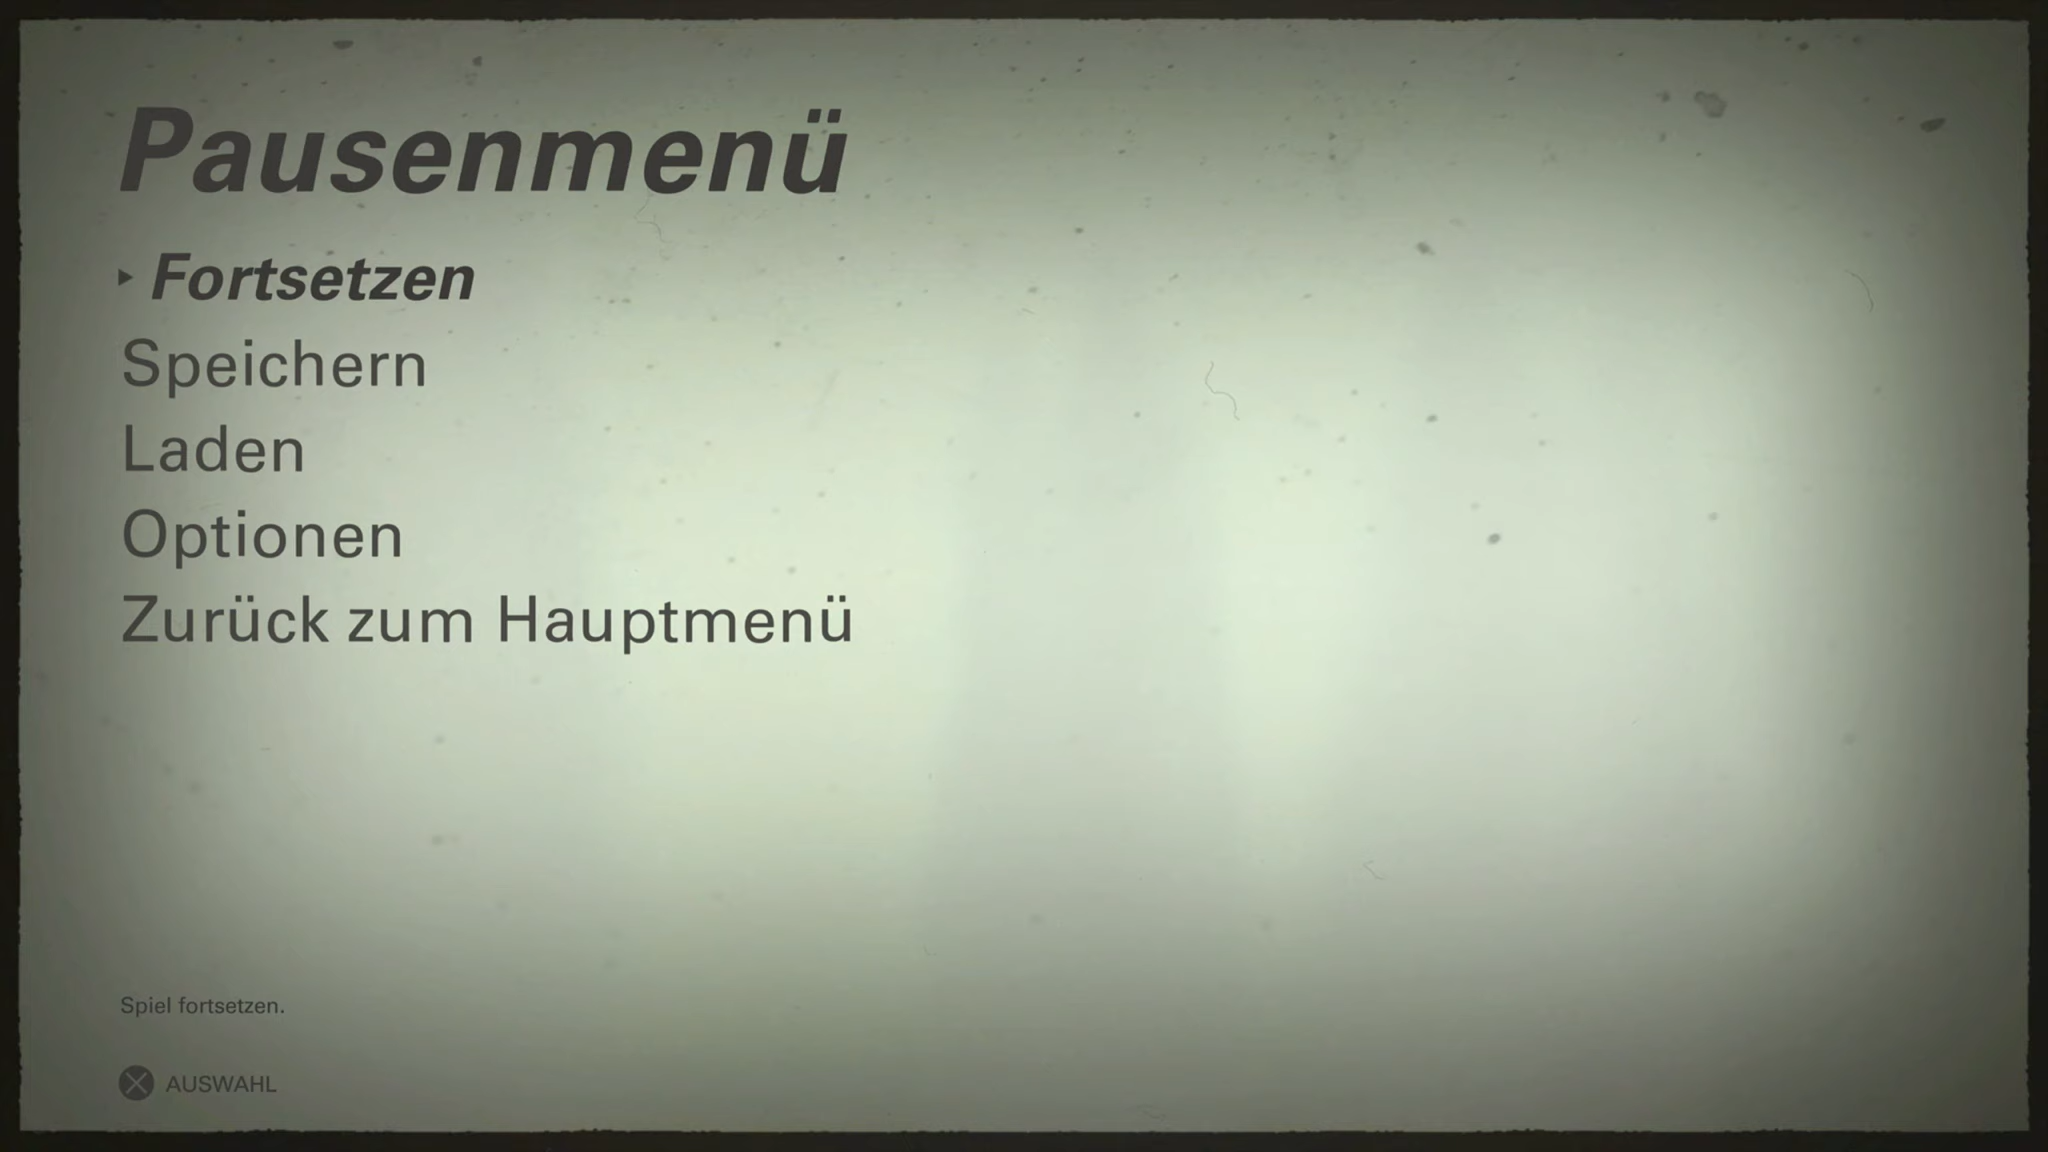 Pausenmenü
Fortsetzen
Speichern
Laden
Optionen
Zurück zum Hauptmenü
Spiel fortsetzen.
AUSWAHL